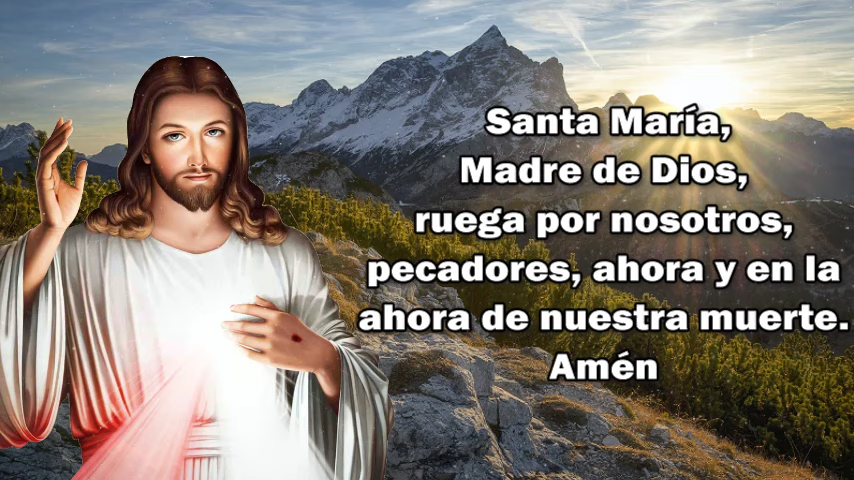 Santa María,
Madre de Dios,
ruega por nosotros,
pecadores, ahora y en la
ahora de nuestra muerte.
Amén